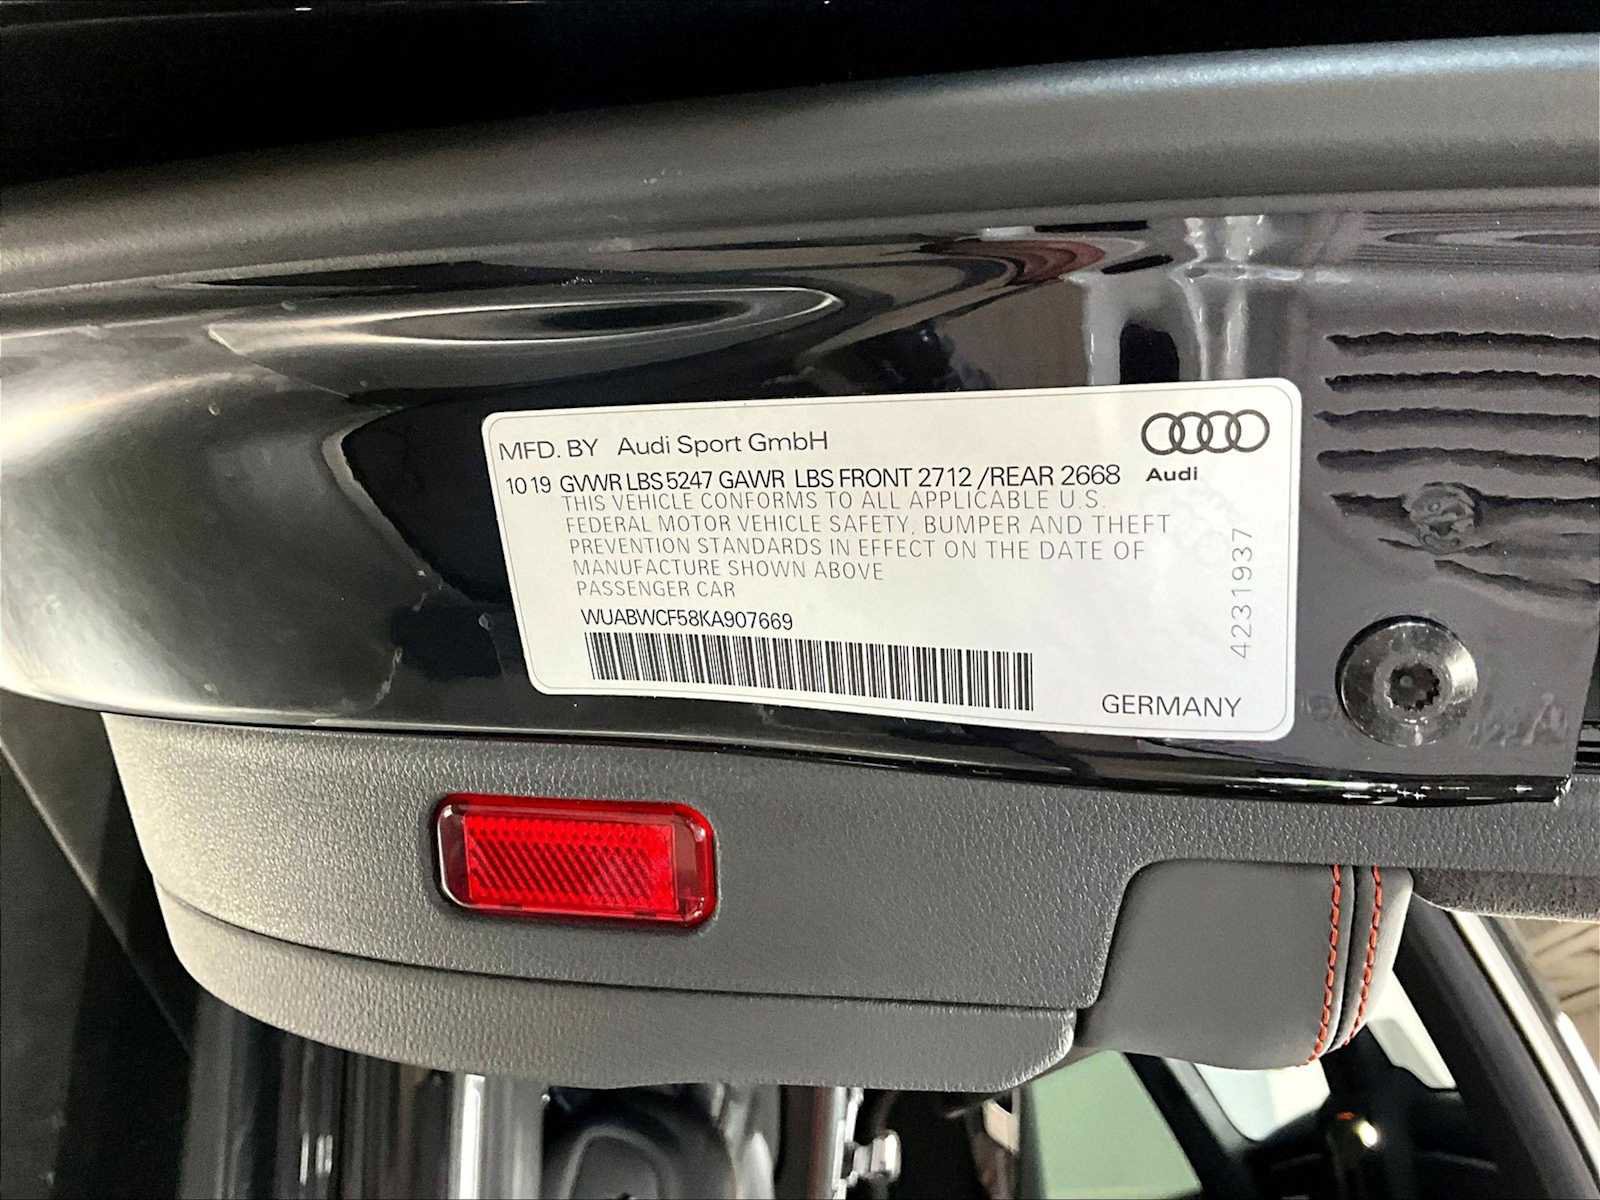 MFD. BY Audi Sport GmbH
Audi
10 19 GVWR LBS 5247 GAWR LBS FRONT 2712 /REAR 2668
THIS VEHICLE CONFORMS TO ALL APPLICABLE U.S.
FEDERAL MOTOR VEHICLE SAFETY, BUMPER AND THEFT
PREVENTION STANDARDS IN EFFECT ON THE DATE OF
MANUFACTURE SHOWN ABOVE
PASSENGER CAR
WUABWCF58KA907669
4231937
GERMANY